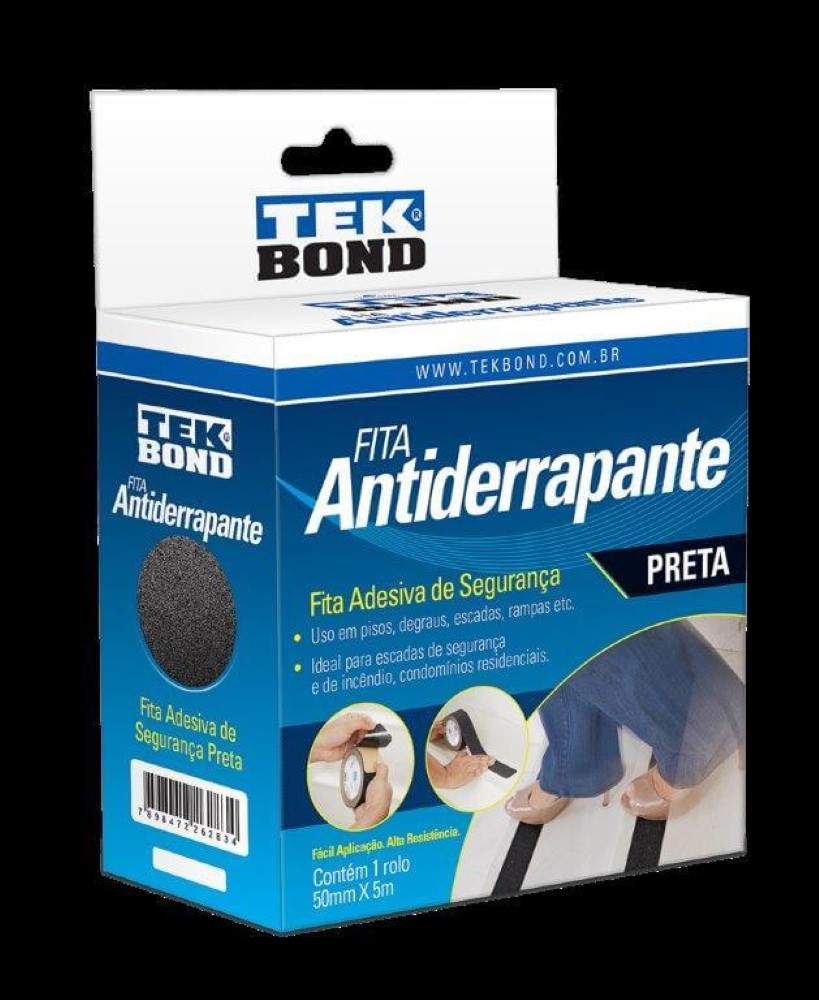 TEK®
BOND
Antiderrapante
WWW.TEKBOND.COM.BR
TEK®
BOND
FITA
Antiderrapante
Fita Adesiva de
Segurança Preta
7898472262834
FITA
Antiderrapante
PRETA
Fita Adesiva de Segurança
• Uso em pisos, degraus, escadas, rampas etc.
• Ideal para escadas de segurança
e de incêndio, condomínios residenciais.
Fácil Aplicação. Alta Resistência.
Contém 1 rolo
50mm X 5m